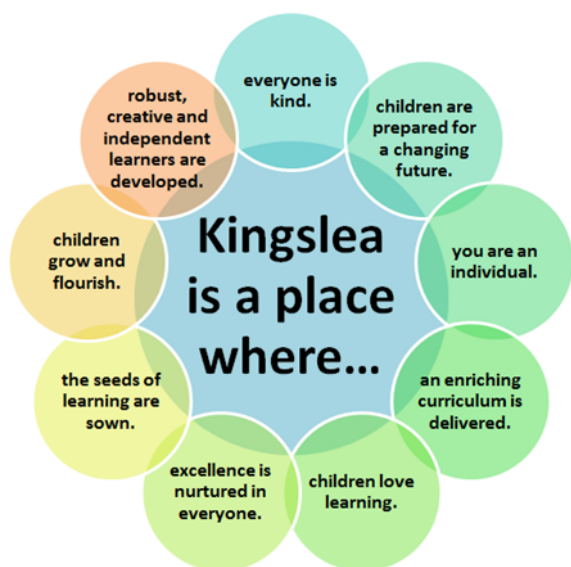 Kingslea
is a place
where...
everyone is
kind.
children are
prepared for
a changing
future.
you are an
individual.
an enriching
curriculum is
delivered.
children love
learning.
excellence is
nurtured in
everyone.
the seeds of
learning are
sown.
children
grow and
flourish.
robust,
creative and
independent
learners are
developed.